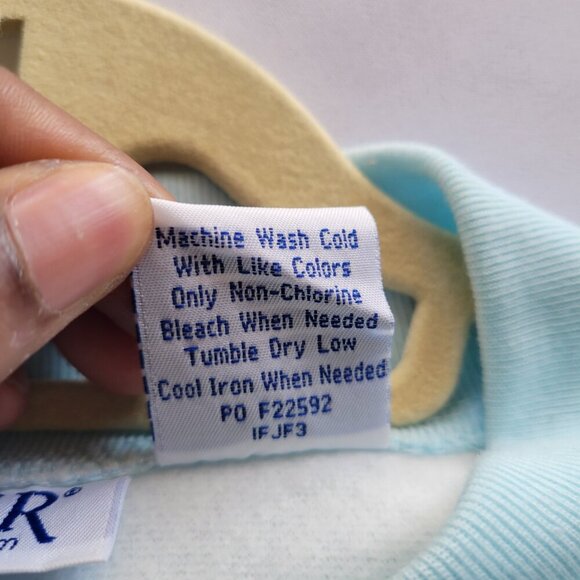 Machine Wash Cold
With Like Colors
Only Non-Chlorine
Bleach When Needed
Tumble Dry Low
Cool Iron When Needed
PO F22592
IFJF3